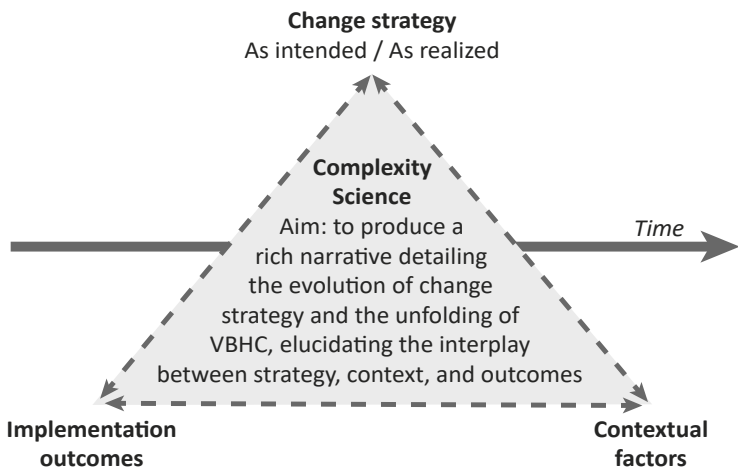 Change strategy
As intended / As realized
Complexity
Science
Aim: to produce a
rich narrative detailing
the evolution of change
strategy and the unfolding of
VBHC, elucidating the interplay
between strategy, context, and outcomes
Time
Implementation
outcomes
Contextual
factors